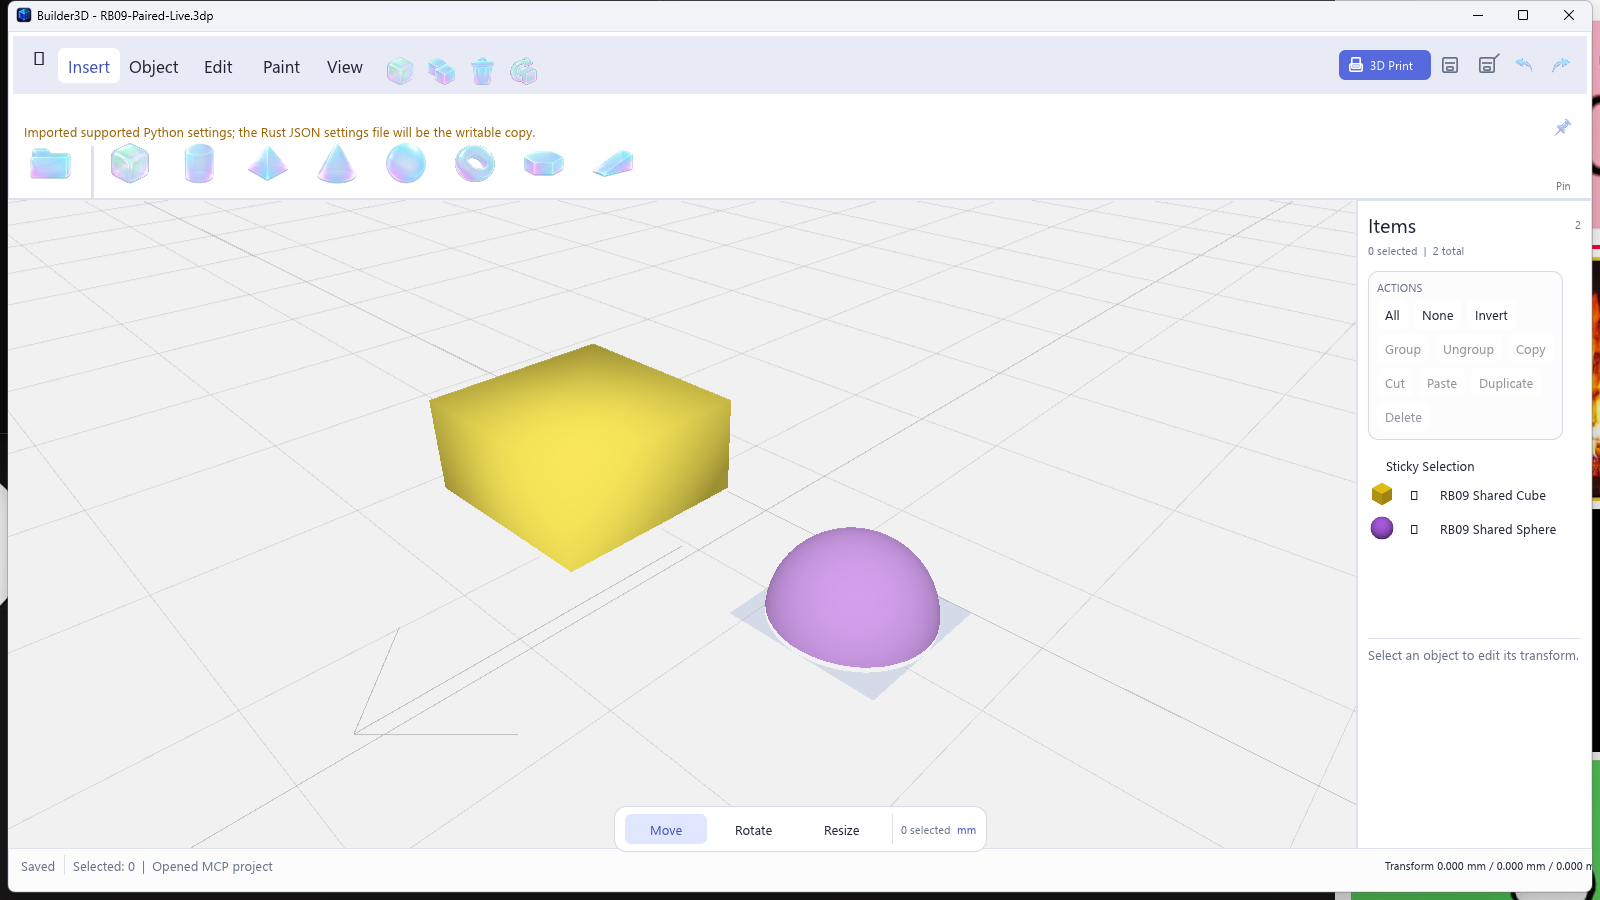 Builder3D - RB09-Paired-Live.3dp
Insert Object Edit Paint View
3D Print
Imported supported Python settings; the Rust JSON settings file will be the writable copy.
Pin
Items 2
0 selected | 2 total
ACTIONS
All None Invert
Group Ungroup Copy
Cut Paste Duplicate
Delete
Sticky Selection
RB09 Shared Cube
RB09 Shared Sphere
Select an object to edit its transform.
Move Rotate Resize 0 selected mm
Saved Selected: 0 | Opened MCP project
Transform 0.000 mm / 0.000 mm / 0.000 m